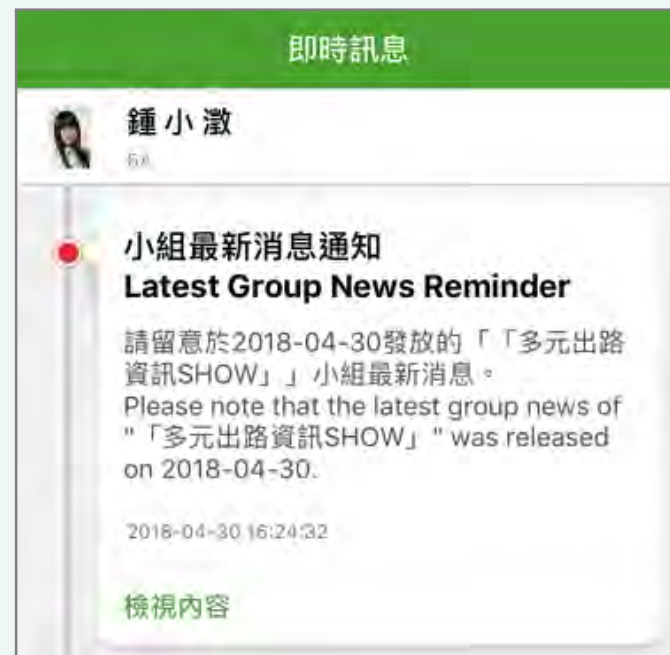 即時訊息
鍾小澂
6A
小組最新消息通知
Latest Group News Reminder
請留意於2018-04-30發放的「「多元出路
資訊SHOW」」小組最新消息。
Please note that the latest group news of
"「多元出路資訊SHOW」" was released
on 2018-04-30.
2018-04-30 16:24:32
檢視內容